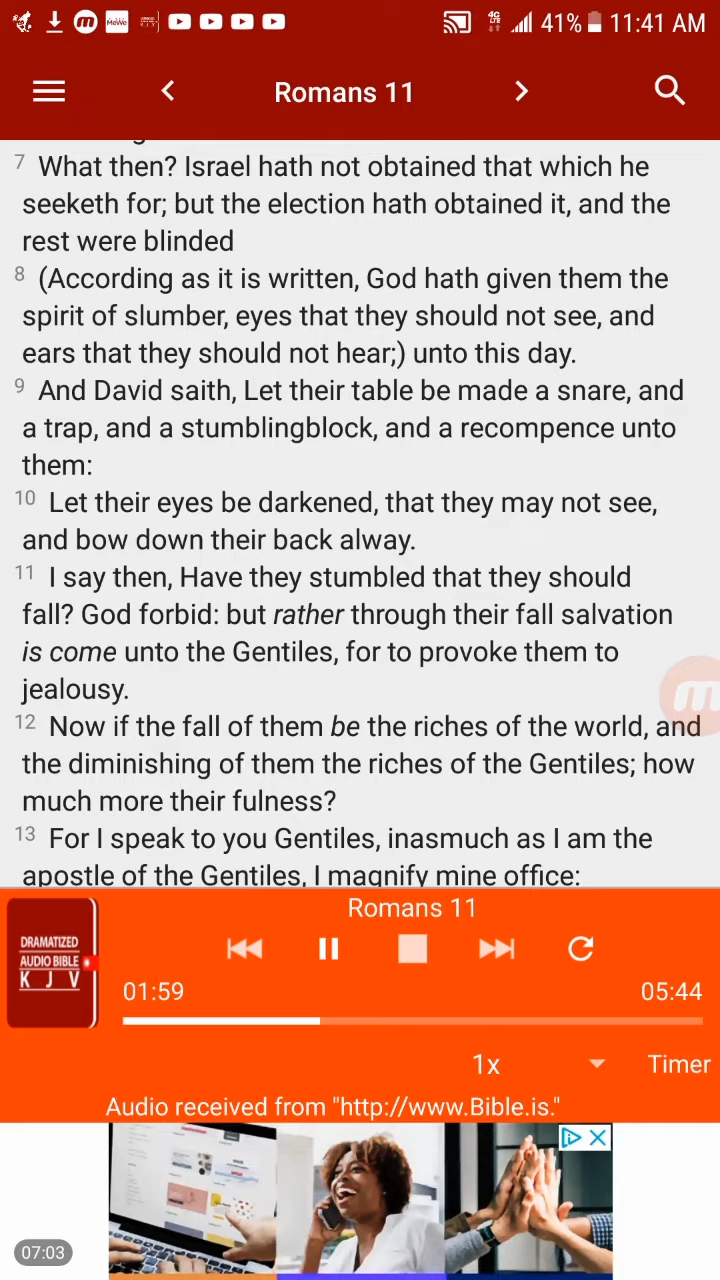 MeWe
4G
LTE
41%
11:41 AM
Romans 11
7 What then? Israel hath not obtained that which he
seeketh for; but the election hath obtained it, and the
rest were blinded
8 (According as it is written, God hath given them the
spirit of slumber, eyes that they should not see, and
ears that they should not hear;) unto this day.
9 And David saith, Let their table be made a snare, and
a trap, and a stumblingblock, and a recompence unto
them:
10 Let their eyes be darkened, that they may not see,
and bow down their back alway.
11 I say then, Have they stumbled that they should
fall? God forbid: but rather through their fall salvation
is come unto the Gentiles, for to provoke them to
jealousy.
12 Now if the fall of them be the riches of the world, and
the diminishing of them the riches of the Gentiles; how
much more their fulness?
13 For I speak to you Gentiles, inasmuch as I am the
apostle of the Gentiles, I magnify mine office:
Romans 11
DRAMATIZED
AUDIO BIBLE
K J V
01:59
05:44
1x
Timer
Audio received from "http://www.Bible.is."
07:03